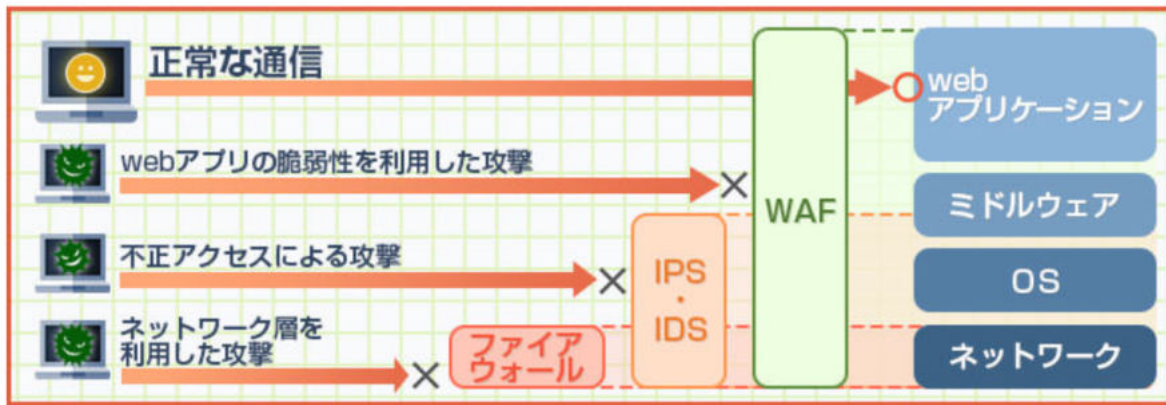 正常な通信
web
アプリケーション
webアプリの脆弱性を利用した攻撃
WAF
ミドルウェア
不正アクセスによる攻撃
IPS
・
IDS
OS
ネットワーク層を
利用した攻撃
ファイア
ウォール
ネットワーク